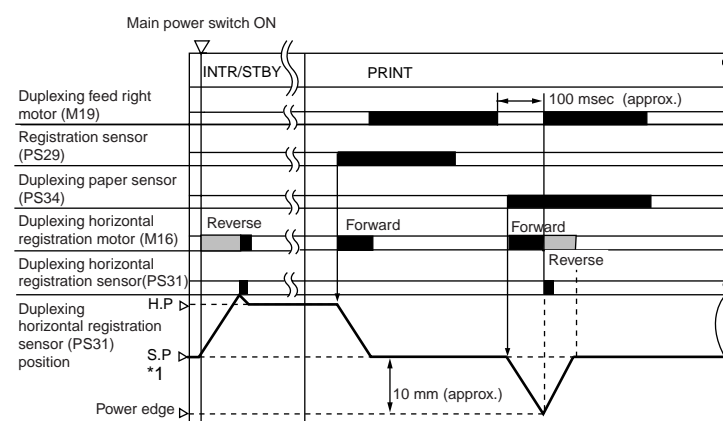 Main power switch ON
INTR/STBY
PRINT
Duplexing feed right
motor (M19)
100 msec (approx.)
Registration sensor
(PS29)
Duplexing paper sensor
(PS34)
Duplexing horizontal
registration motor (M16)
Reverse
Forward
Forward
Reverse
Duplexing horizontal
registration sensor(PS31)
H.P
Duplexing
horizontal registration
sensor (PS31)
position
S.P
*1
10 mm (approx.)
Power edge